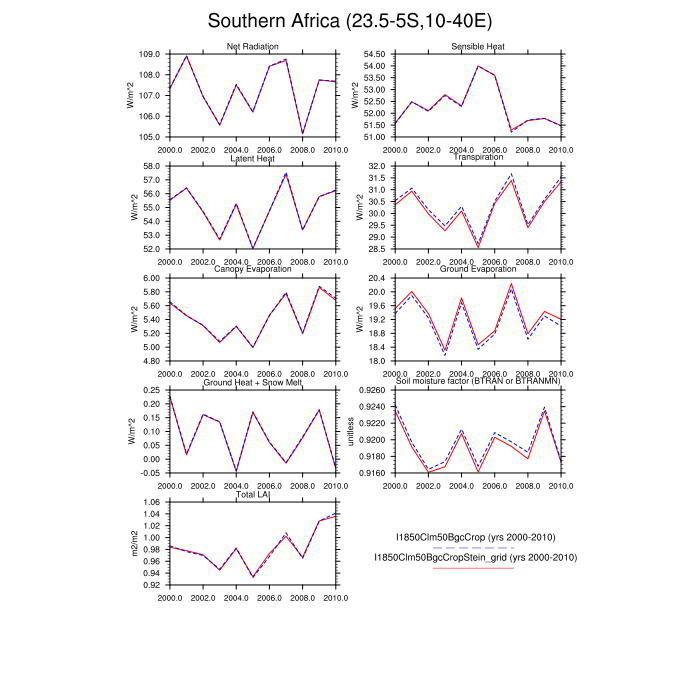 Southern Africa (23.5-5S,10-40E)
Net Radiation
Sensible Heat
109.0
108.0
107.0
106.0
105.0
W/m^2
2000.0 2002.0 2004.0 2006.0 2008.0 2010.0
54.50
54.00
53.50
53.00
52.50
52.00
51.50
51.00
W/m^2
2000.0 2002.0 2004.0 2006.0 2008.0 2010.0
Latent Heat
Transpiration
58.0
57.0
56.0
55.0
54.0
53.0
52.0
W/m^2
2000.0 2002.0 2004.0 2006.0 2008.0 2010.0
32.0
31.5
31.0
30.5
30.0
29.5
29.0
28.5
W/m^2
2000.0 2002.0 2004.0 2006.0 2008.0 2010.0
Canopy Evaporation
Ground Evaporation
6.00
5.80
5.60
5.40
5.20
5.00
4.80
W/m^2
2000.0 2002.0 2004.0 2006.0 2008.0 2010.0
20.4
20.0
19.6
19.2
18.8
18.4
18.0
W/m^2
2000.0 2002.0 2004.0 2006.0 2008.0 2010.0
Ground Heat + Snow Melt
Soil moisture factor (BTRAN or BTRANMN)
0.25
0.20
0.15
0.10
0.05
0.00
-0.05
W/m^2
2000.0 2002.0 2004.0 2006.0 2008.0 2010.0
0.9260
0.9240
0.9220
0.9200
0.9180
0.9160
unitless
2000.0 2002.0 2004.0 2006.0 2008.0 2010.0
Total LAI
1.06
1.04
1.02
1.00
0.98
0.96
0.94
0.92
m2/m2
2000.0 2002.0 2004.0 2006.0 2008.0 2010.0
I1850Clm50BgcCrop (yrs 2000-2010)
I1850Clm50BgcCropStein_grid (yrs 2000-2010)